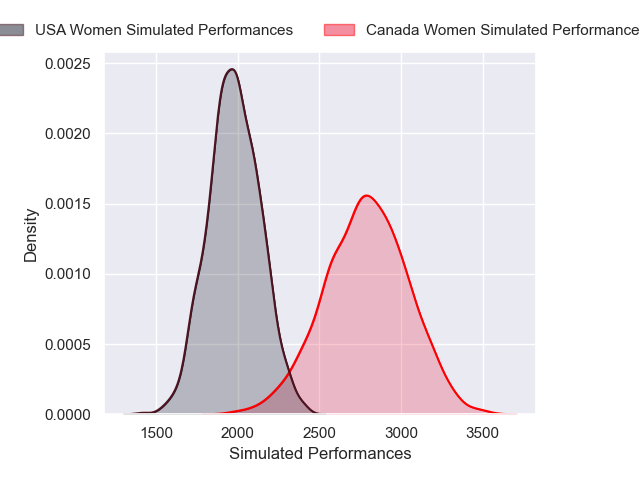 USA Women Simulated Performances Canada Women Simulated Performance
0.0025
0.0020
0.0015
0.0010
0.0005
0.0000
Density
1500 2000 2500 3000 3500
Simulated Performances